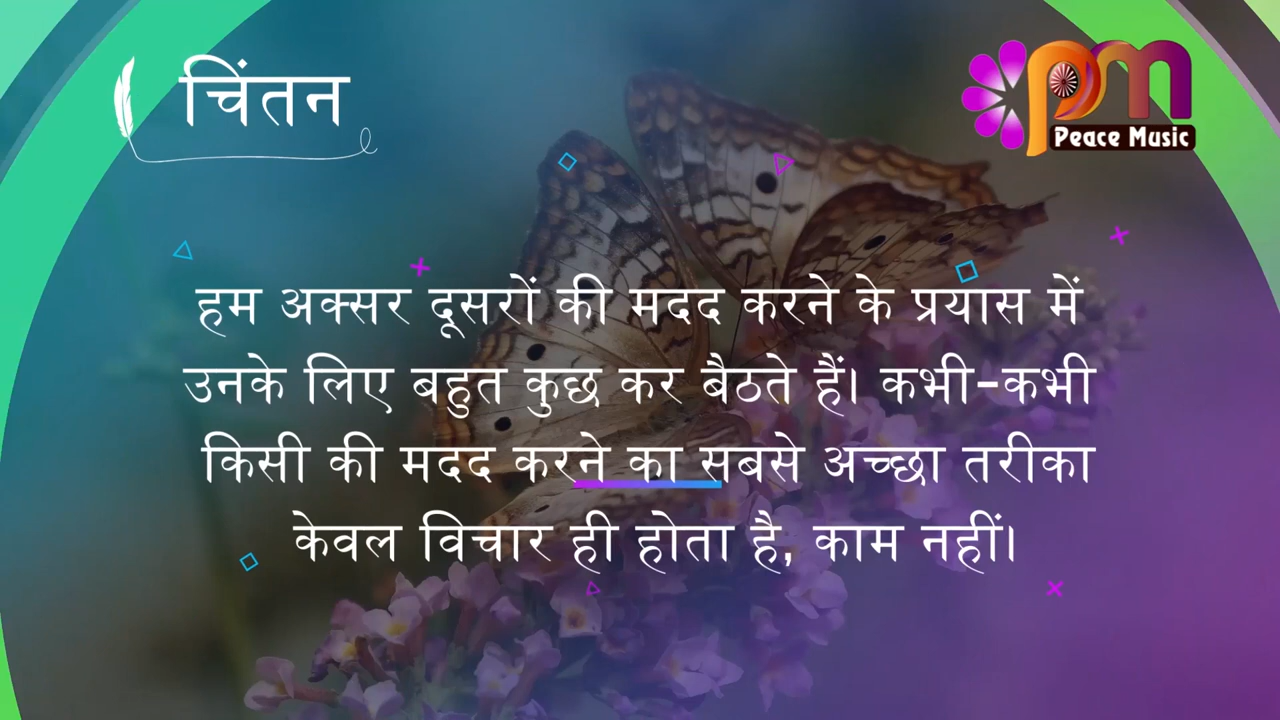 चिंतन
pm
Peace Music
हम अक्सर दूसरों की मदद करने के प्रयास में
उनके लिए बहुत कुछ कर बैठते हैं। कभी-कभी
किसी की मदद करने का सबसे अच्छा तरीका
केवल विचार ही होता है, काम नहीं।